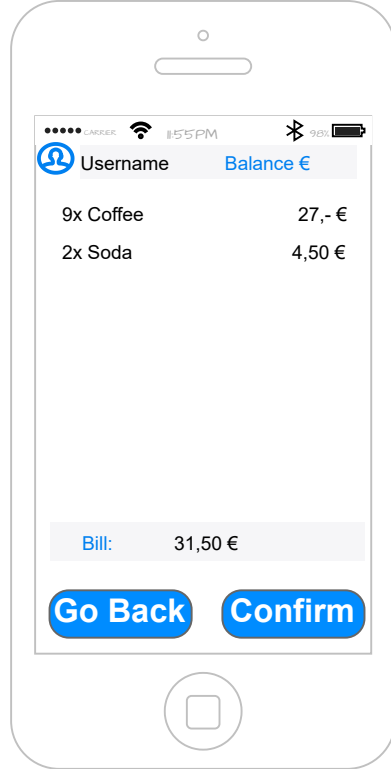 CARRER 11:55PM 98%
Username Balance €
9x Coffee 27,- €
2x Soda 4,50 €
Bill: 31,50 €
Go Back Confirm